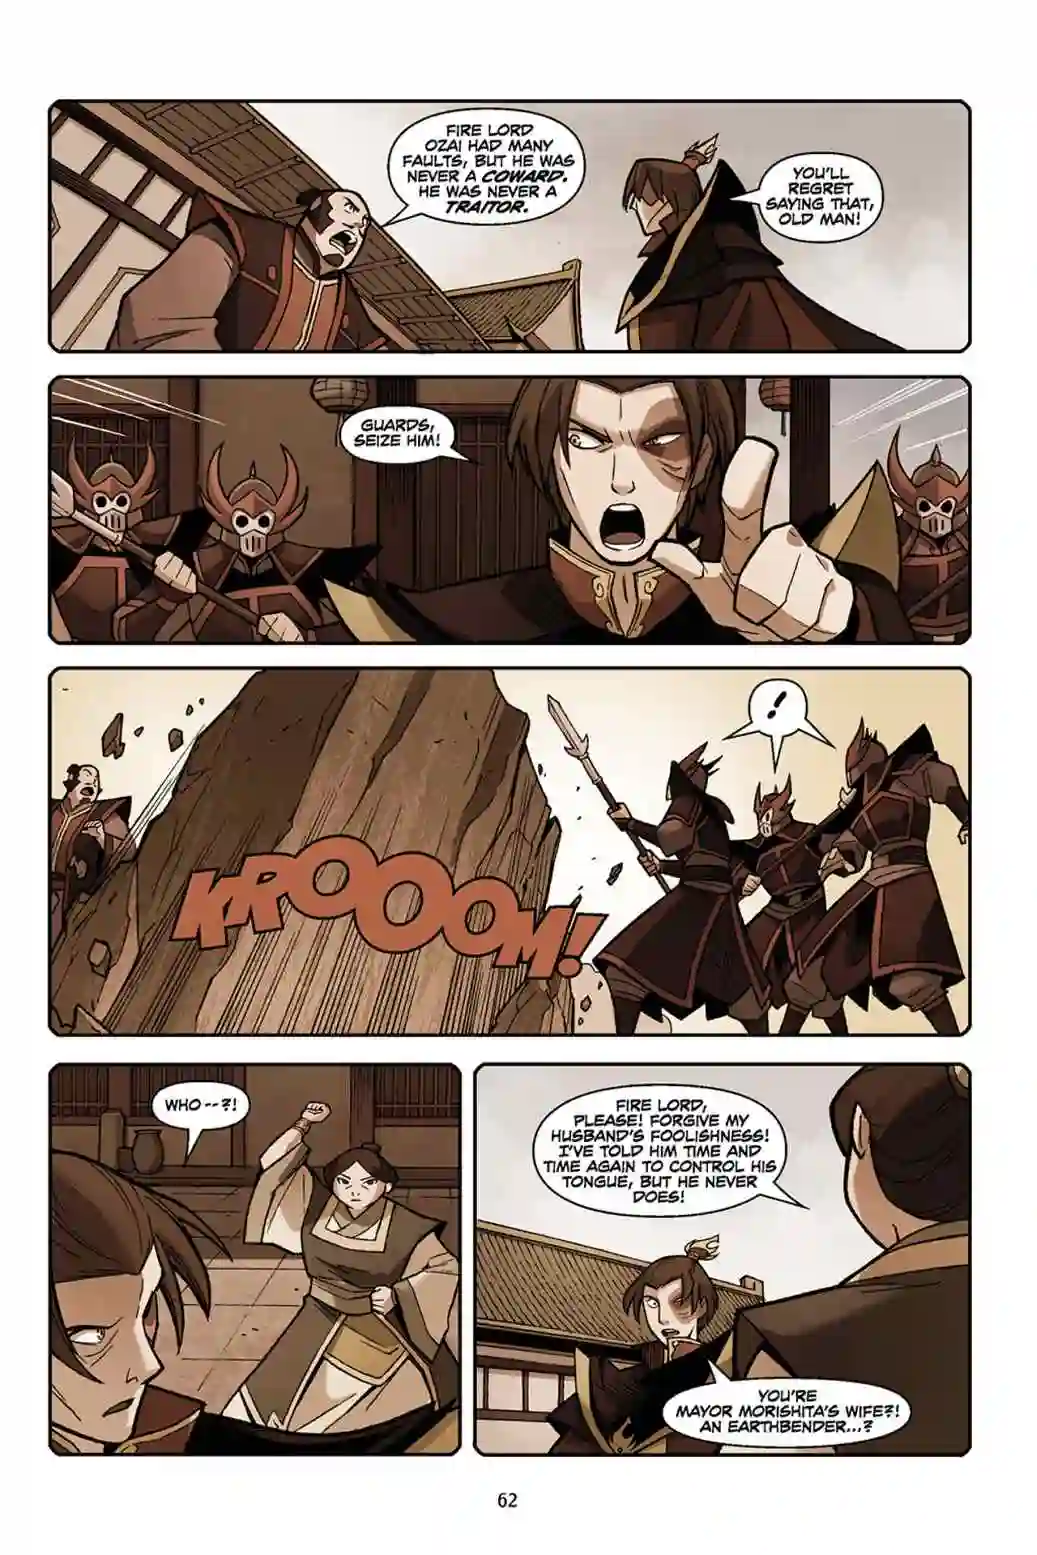 FIRE LORD
OZAI HAD MANY
FAULTS, BUT HE WAS
NEVER A COWARD.
HE WAS NEVER A
TRAITOR.
YOU'LL
REGRET
SAYING THAT,
OLD MAN!
GUARDS,
SEIZE HIM!
!
KROOOM!
WHO--?!
FIRE LORD,
PLEASE! FORGIVE MY
HUSBAND'S FOOLISHNESS!
I'VE TOLD HIM TIME AND
TIME AGAIN TO CONTROL HIS
TONGUE, BUT HE NEVER
DOES!
YOU'RE
MAYOR MORISHITA'S WIFE?!
AN EARTHBENDER...?
62